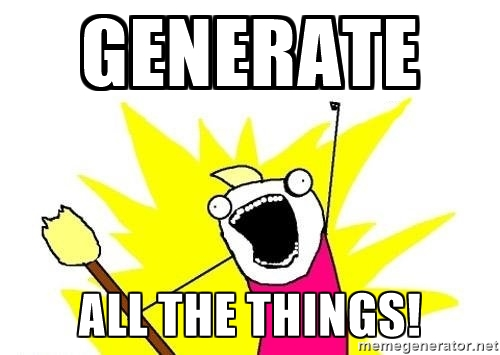 GENERATE
ALL THE THINGS!
memegenerator.net